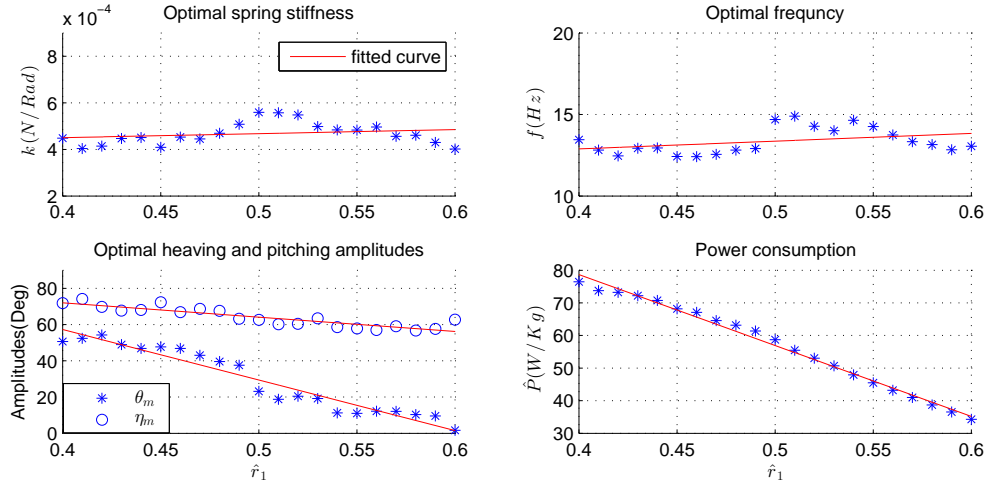 Optimal spring stiffness
x 10⁻⁴
8
6
4
2
k (N/Rad)
fitted curve
0.4 0.45 0.5 0.55 0.6
Optimal frequncy
20
15
10
f (Hz)
0.4 0.45 0.5 0.55 0.6
Optimal heaving and pitching amplitudes
80
60
40
20
0
Amplitudes(Deg)
θ_m
η_m
0.4 0.45 0.5 0.55 0.6
r̂₁
Power consumption
80
70
60
50
40
30
P̂(W/Kg)
0.4 0.45 0.5 0.55 0.6
r̂₁